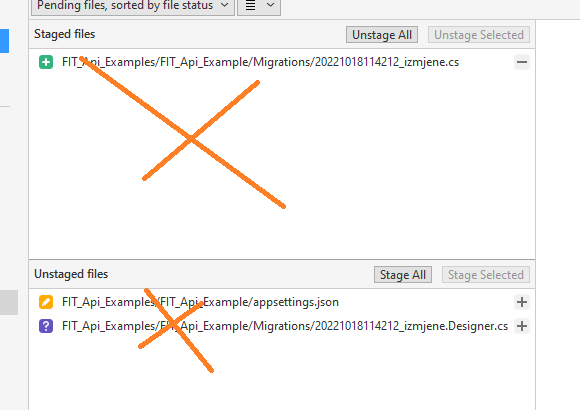 Pending files, sorted by file status
Staged files Unstage All Unstage Selected
FIT_Api_Examples/FIT_Api_Example/Migrations/20221018114212_izmjene.cs
Unstaged files Stage All Stage Selected
FIT_Api_Examples/FIT_Api_Example/appsettings.json
?
FIT_Api_Examples/FIT_Api_Example/Migrations/20221018114212_izmjene.Designer.cs